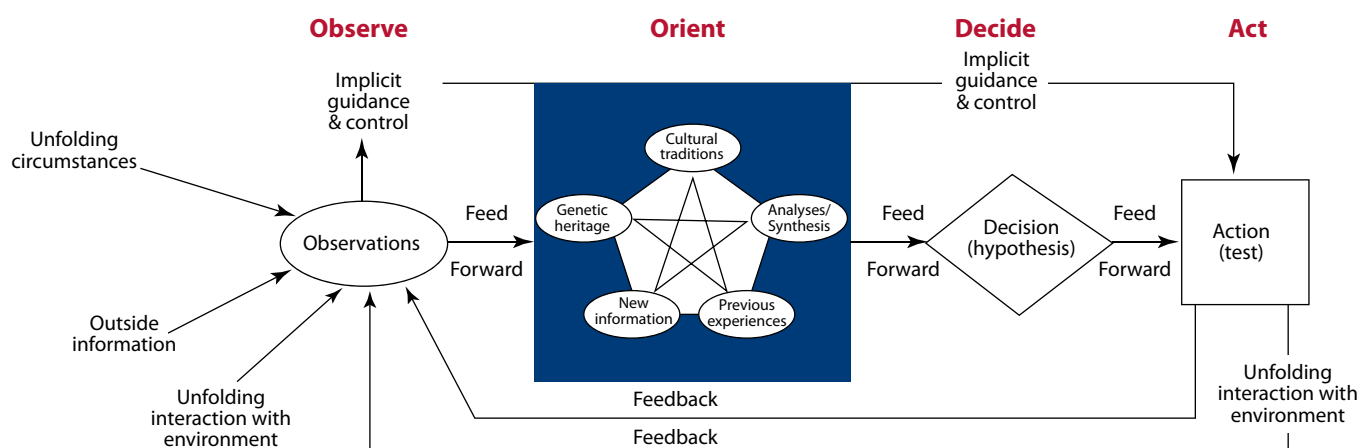 Observe
Orient
Decide
Act
Implicit
guidance
& control
Implicit
guidance
& control
Unfolding
circumstances
Cultural
traditions
Genetic
heritage
Analyses/
Synthesis
New
information
Previous
experiences
Observations
Feed
Forward
Feed
Forward
Decision
(hypothesis)
Feed
Forward
Action
(test)
Outside
information
Unfolding
interaction with
environment
Feedback
Feedback
Unfolding
interaction with
environment